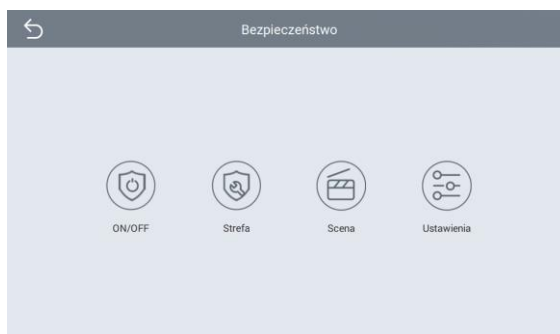 Bezpieczeństwo
ON/OFF
Strefa
Scena
Ustawienia